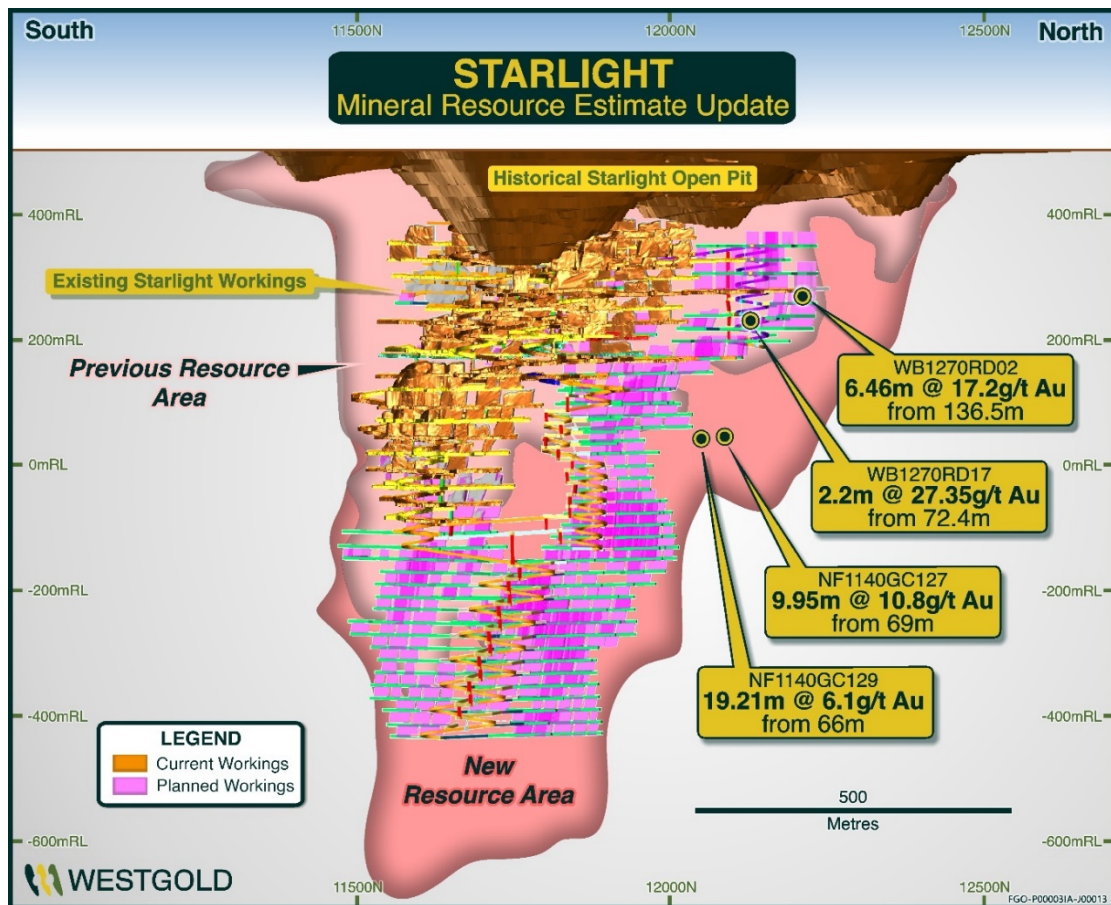 South
11500N
12000N
12500N
North
STARLIGHT
Mineral Resource Estimate Update
Historical Starlight Open Pit
400mRL
400mRL
Existing Starlight Workings
200mRL
200mRL
Previous Resource
Area
WB1270RD02
6.46m @ 17.2g/t Au
from 136.5m
0mRL
0mRL
WB1270RD17
2.2m @ 27.35g/t Au
from 72.4m
NF1140GC127
9.95m @ 10.8g/t Au
from 69m
-200mRL
-200mRL
NF1140GC129
19.21m @ 6.1g/t Au
from 66m
-400mRL
-400mRL
LEGEND
Current Workings
Planned Workings
New
Resource Area
500
Metres
-600mRL
-600mRL
WESTGOLD
11500N
12000N
12500N
FGO-P00003IA-J00013